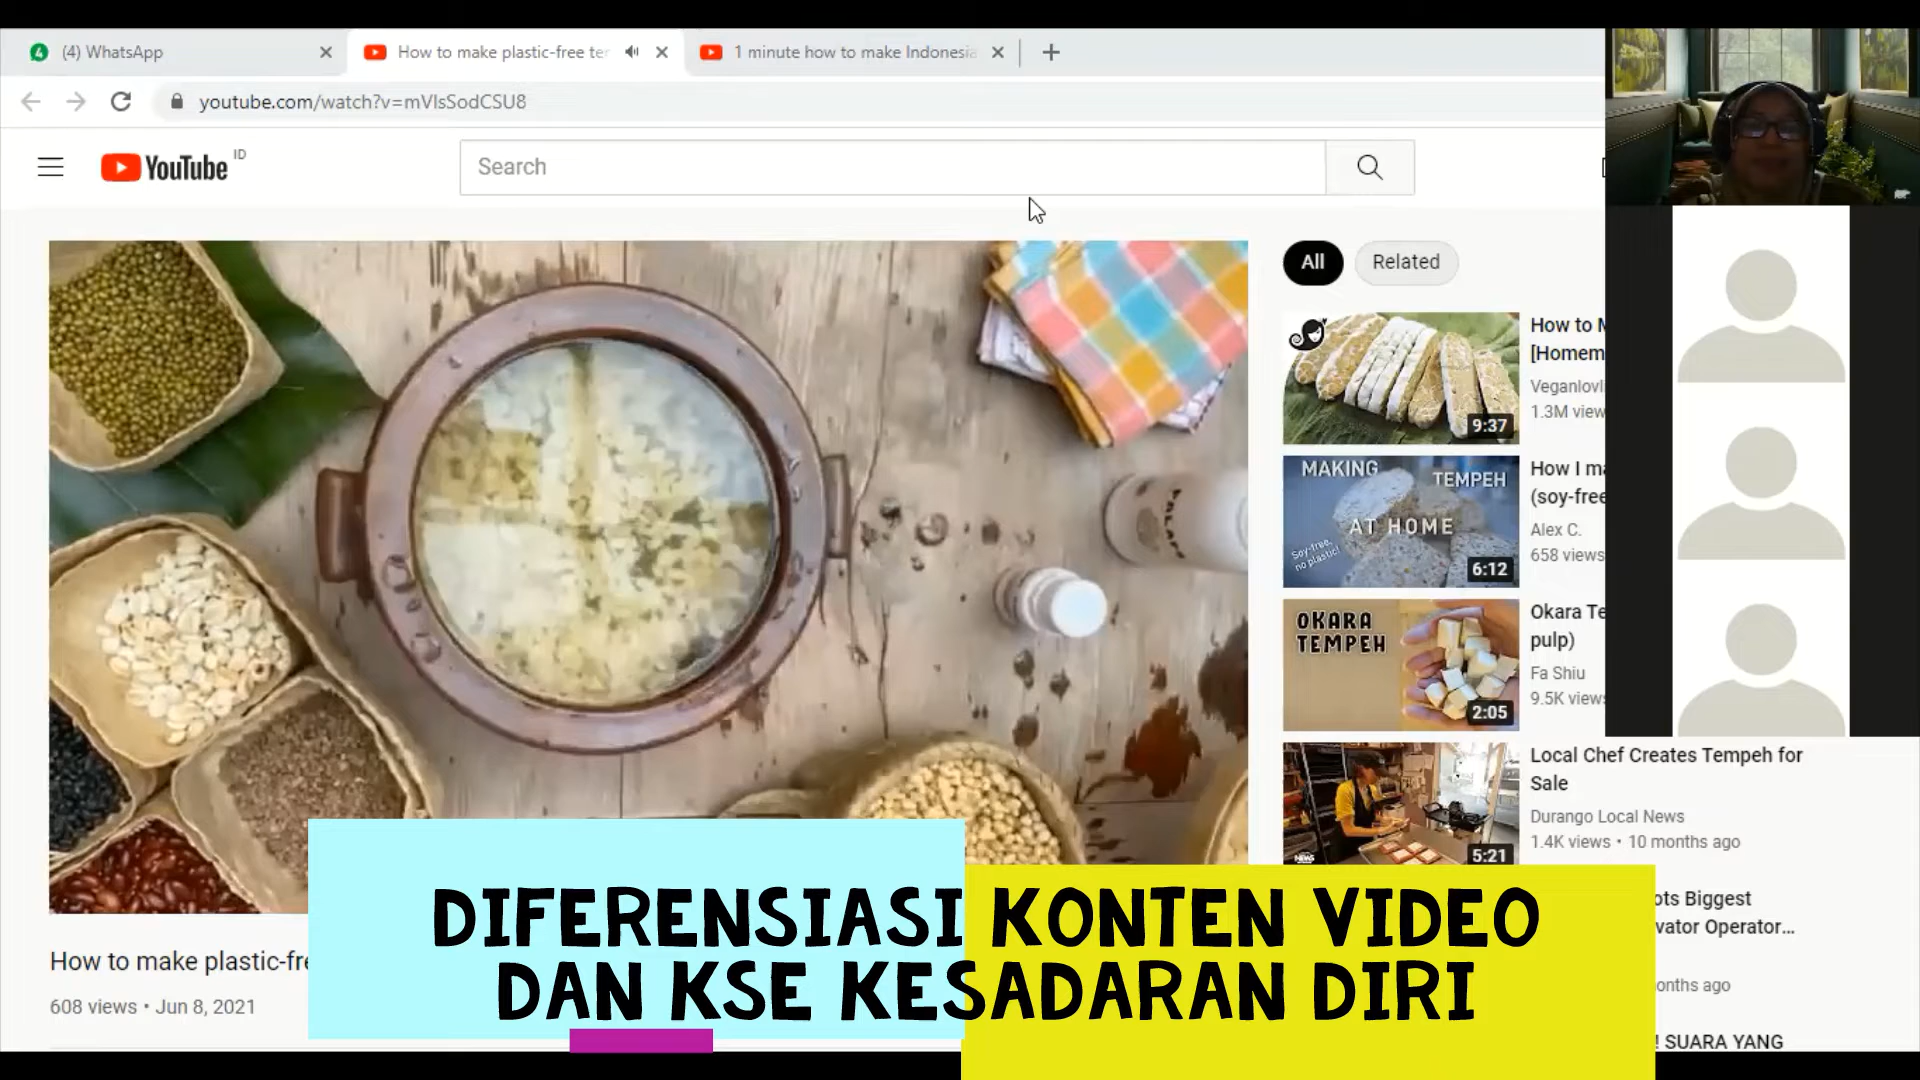 (4) WhatsApp
How to make plastic-free te
1 minute how to make Indonesia
youtube.com/watch?v=mVlsSodCSU8
YouTube ID
Search
All
Related
How to M
[Homem
Veganlovli
1.3M view
9:37
MAKING
TEMPEH
AT HOME
Soy-free,
no plastic!
6:12
How I ma
(soy-free
Alex C.
658 views
OKARA
TEMPEH
2:05
Okara Te
pulp)
Fa Shiu
9.5K views
NEWS
5:21
Local Chef Creates Tempeh for
Sale
Durango Local News
1.4K views • 10 months ago
ots Biggest
vator Operator...
onths ago
! SUARA YANG
How to make plastic-fre
608 views • Jun 8, 2021
DIFERENSIASI KONTEN VIDEO
DAN KSE KESADARAN DIRI